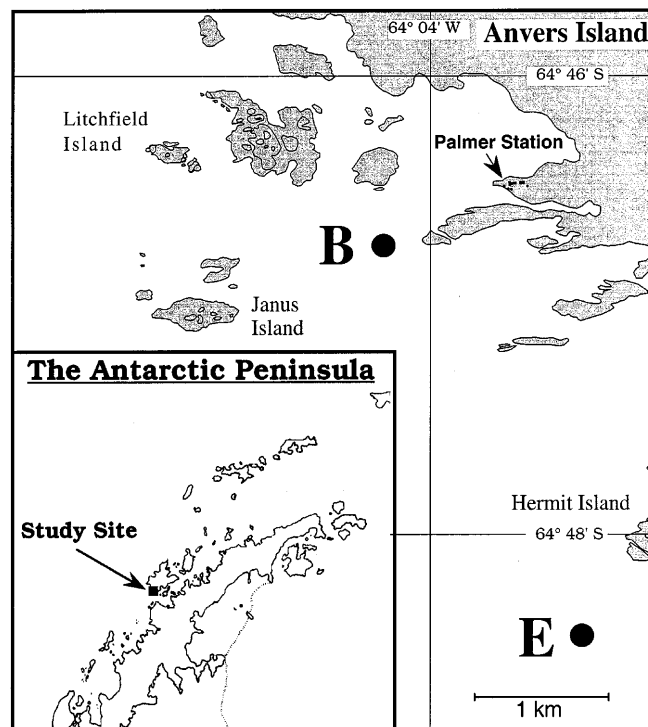 64° 04' W
Anvers Island
64° 46' S
Litchfield
Island
Palmer Station
B
Janus
Island
The Antarctic Peninsula
Hermit Island
Study Site
64° 48' S
E
1 km